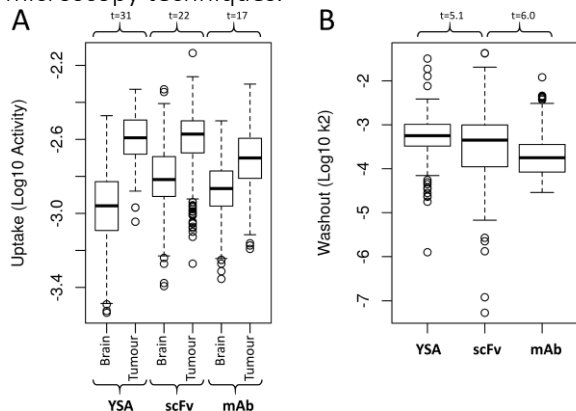 microscopy techniques.
A
t=31
t=22
t=17
Uptake (Log10 Activity)
-2.2
-2.6
-3.0
-3.4
Brain
Tumour
Brain
Tumour
Brain
Tumour
YSA
scFv
mAb
B
t=5.1
t=6.0
Washout (Log10 k2)
-2
-3
-4
-5
-6
-7
YSA
scFv
mAb